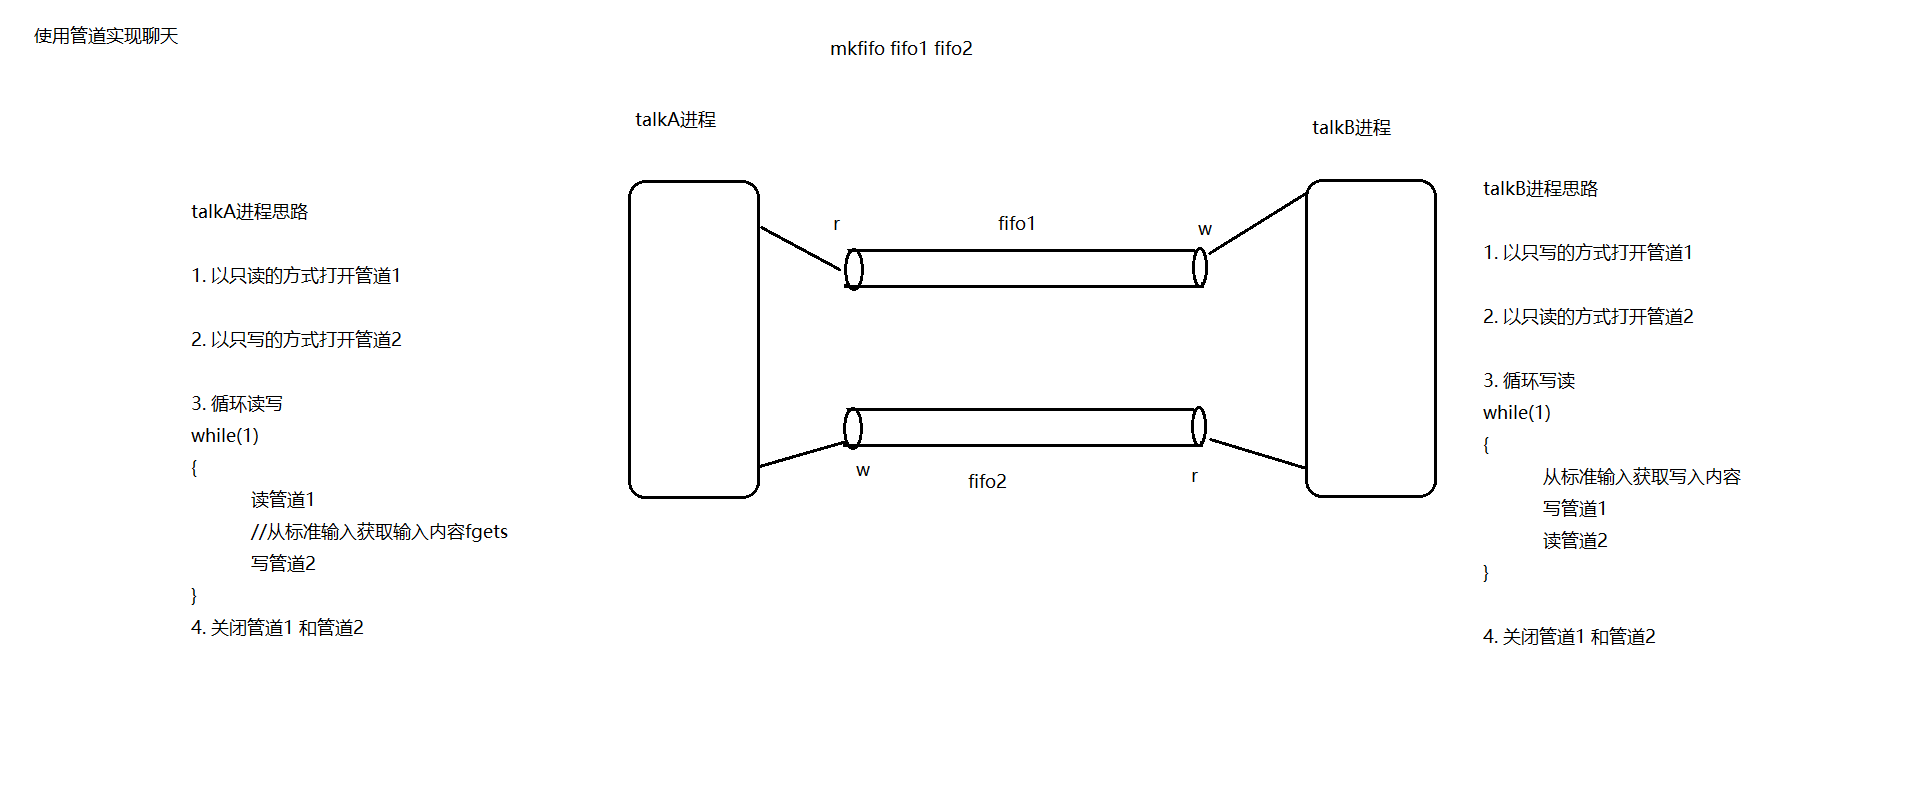 使用管道实现聊天
mkfifo fifo1 fifo2
talkA进程
talkB进程
talkA进程思路
1. 以只读的方式打开管道1
2. 以只写的方式打开管道2
3. 循环读写
while(1)
{
读管道1
//从标准输入获取输入内容fgets
写管道2
}
4. 关闭管道1 和管道2
r
fifo1
w
w
fifo2
r
talkB进程思路
1. 以只写的方式打开管道1
2. 以只读的方式打开管道2
3. 循环写读
while(1)
{
从标准输入获取写入内容
写管道1
读管道2
}
4. 关闭管道1 和管道2